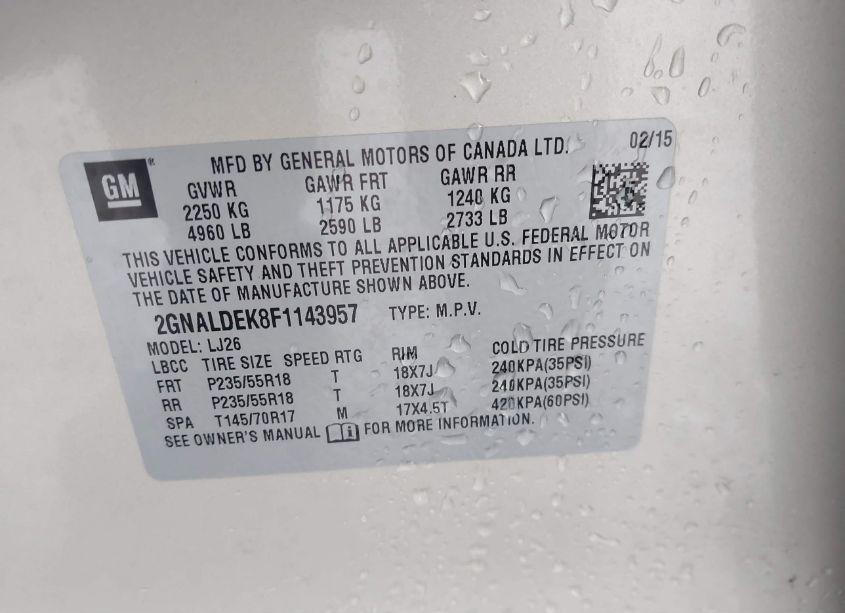 GM ®
MFD BY GENERAL MOTORS OF CANADA LTD. 02/15
GVWR GAWR FRT GAWR RR
2250 KG 1175 KG 1240 KG
4960 LB 2590 LB 2733 LB
THIS VEHICLE CONFORMS TO ALL APPLICABLE U.S. FEDERAL MOTOR
VEHICLE SAFETY AND THEFT PREVENTION STANDARDS IN EFFECT ON
THE DATE OF MANUFACTURE SHOWN ABOVE.
2GNALDEK8F1143957 TYPE: M.P.V.
MODEL: LJ26
LBCC TIRE SIZE SPEED RTG RIM COLD TIRE PRESSURE
FRT P235/55R18 T 18X7J 240KPA(35PSI)
RR P235/55R18 T 18X7J 240KPA(35PSI)
SPA T145/70R17 M 17X4.5T 420KPA(60PSI)
SEE OWNER'S MANUAL FOR MORE INFORMATION.